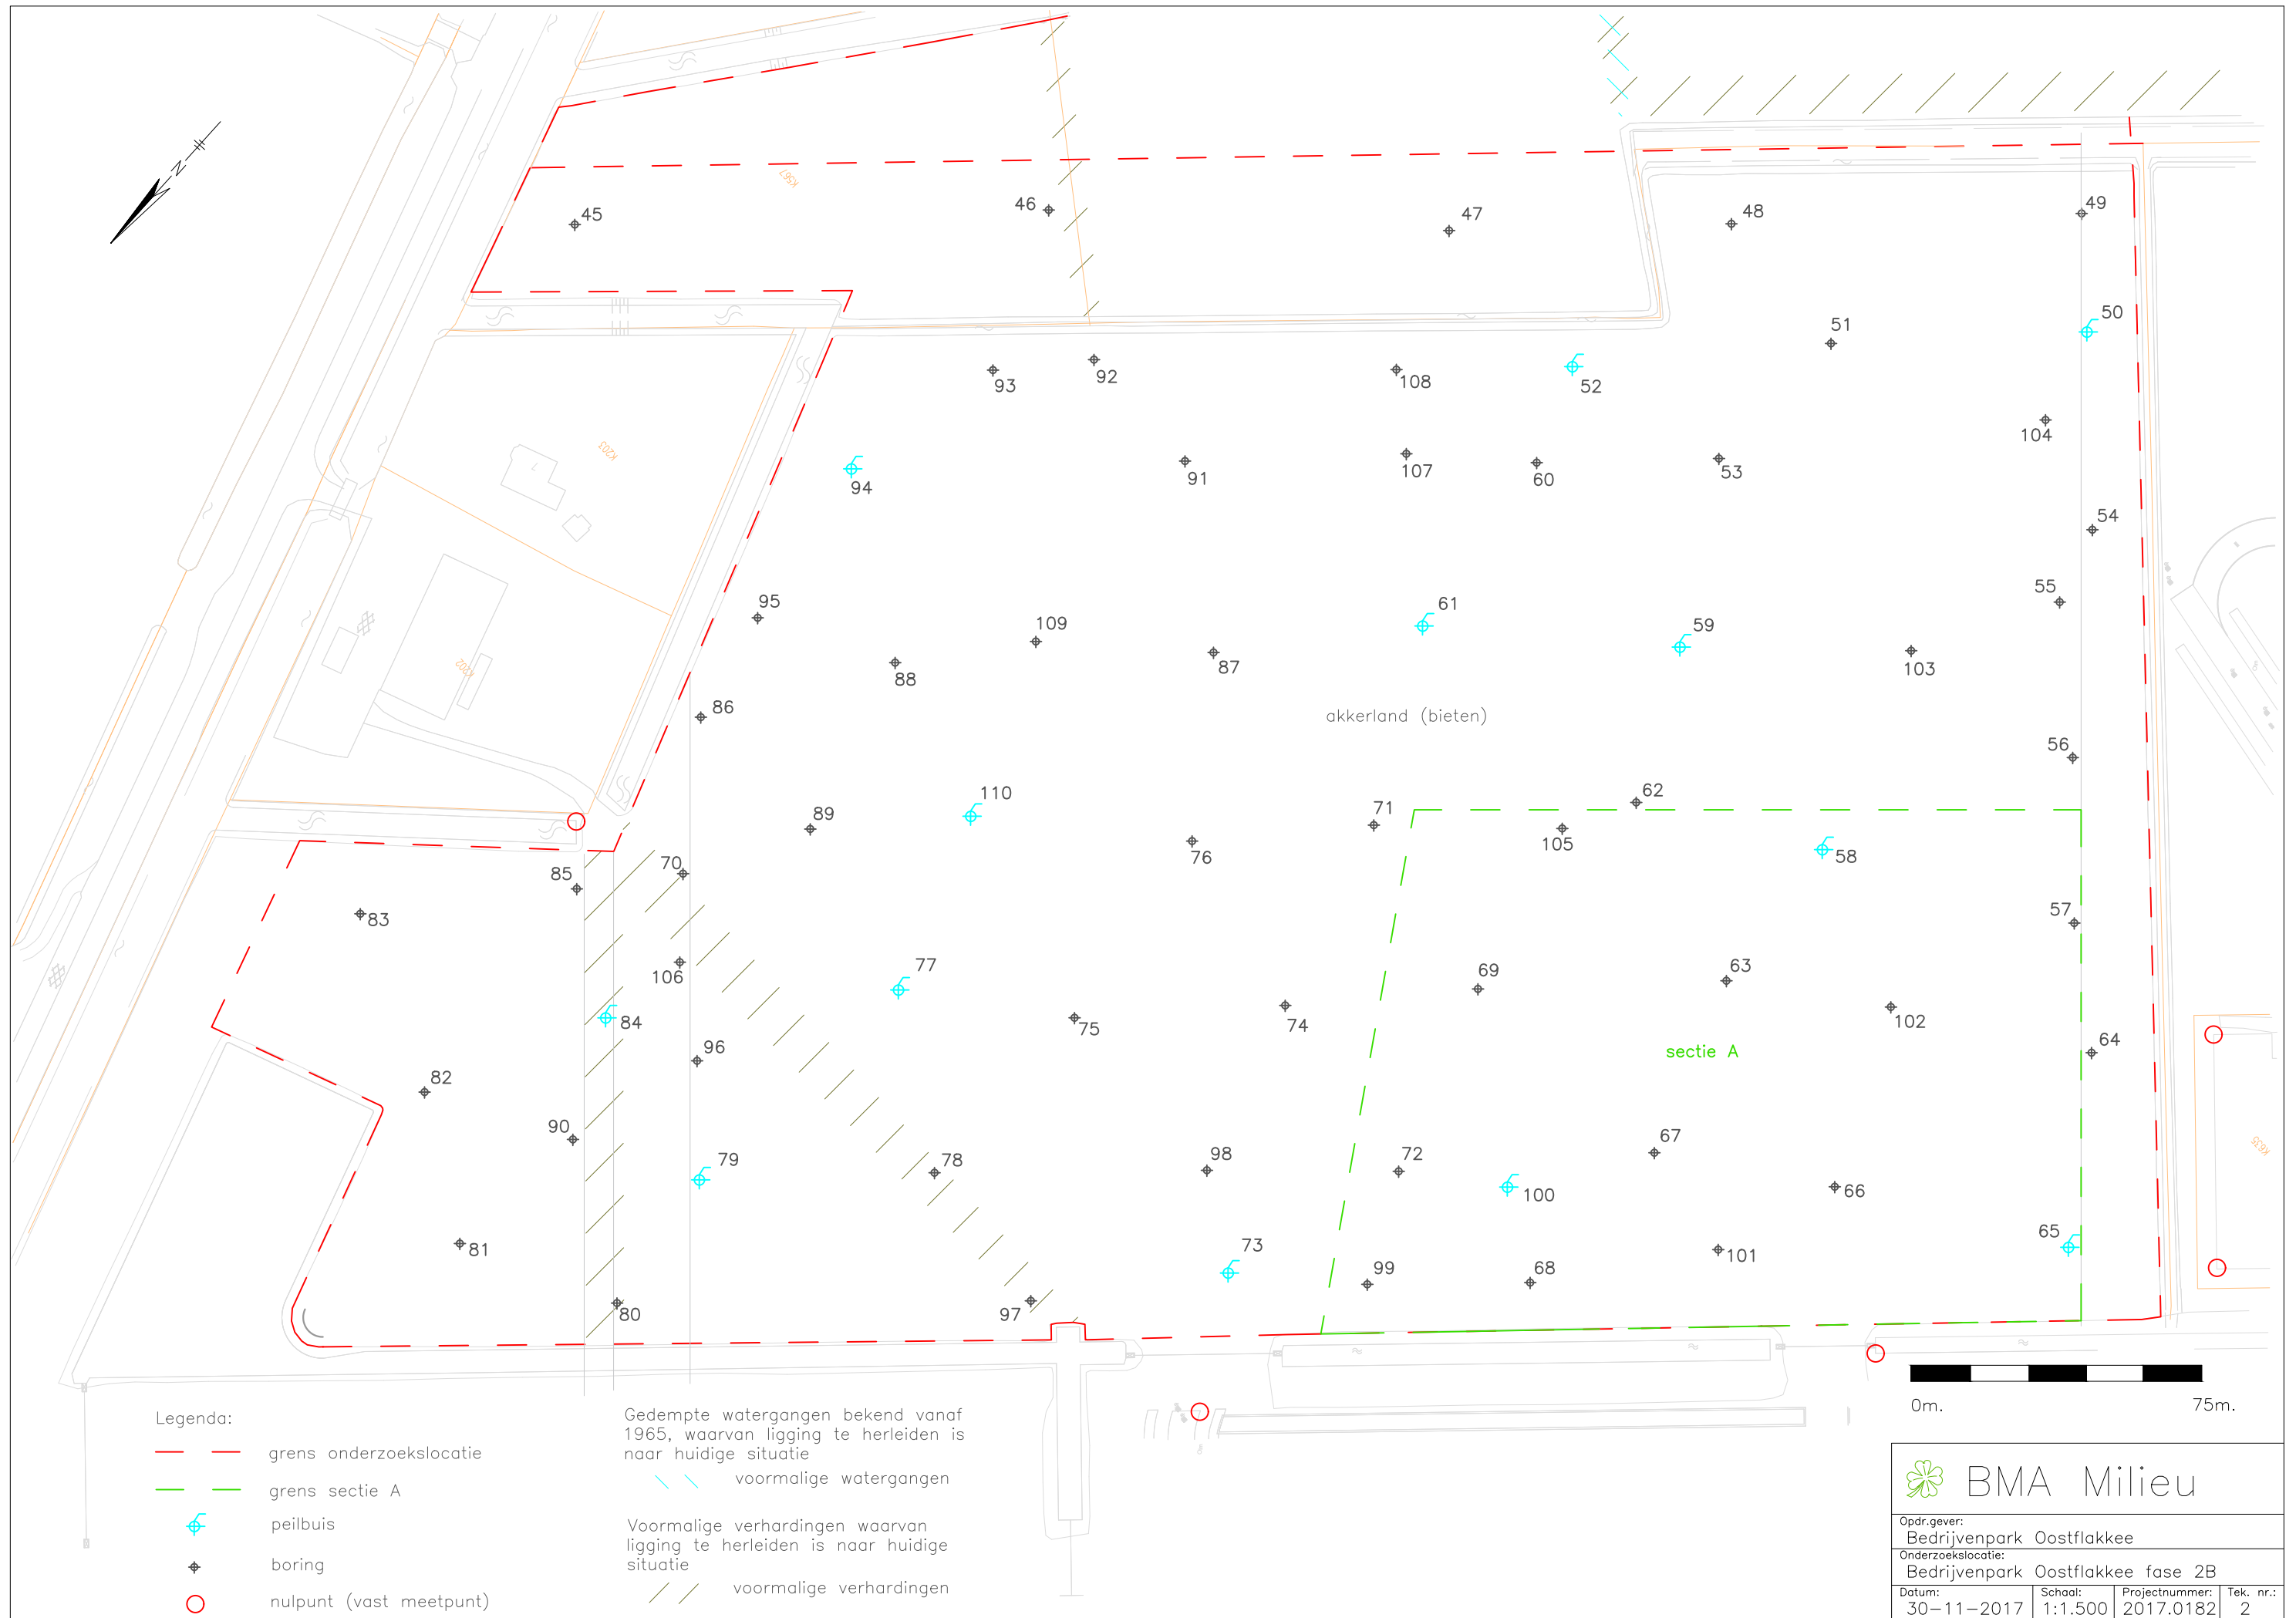 N
K567
45
46
47
48
49
50
51
52
93
92
108
104
94
91
107
60
53
54
K203
55
95
109
61
59
88
87
103
K202
86
akkerland (bieten)
56
110
62
89
71
76
105
58
70
85
83
57
106
77
69
63
84
75
74
102
96
sectie A
64
82
90
79
78
98
72
67
100
66
K635
81
73
65
101
99
68
80
97
0m.
75m.
Legenda:
grens onderzoekslocatie
grens sectie A
peilbuis
boring
nulpunt (vast meetpunt)
Gedempte watergangen bekend vanaf
1965, waarvan ligging te herleiden is
naar huidige situatie
voormalige watergangen
Voormalige verhardingen waarvan
ligging te herleiden is naar huidige
situatie
voormalige verhardingen
BMA Milieu
Opdr.gever:
Bedrijvenpark Oostflakkee
Onderzoekslocatie:
Bedrijvenpark Oostflakkee fase 2B
Datum: Schaal: Projectnummer: Tek. nr.:
30-11-2017 1:1.500 2017.0182 2